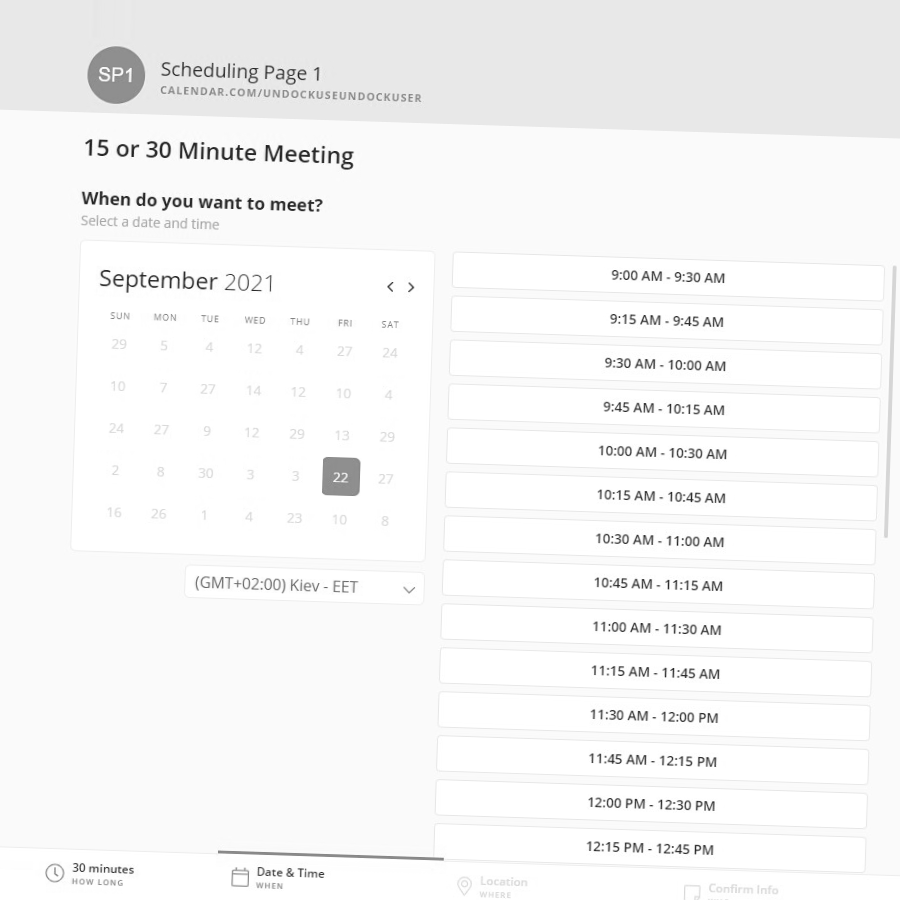 SP1
Scheduling Page 1
CALENDAR.COM/UNDOCKUSEUNDOCKUSER
15 or 30 Minute Meeting
When do you want to meet?
Select a date and time
September 2021
SUN MON TUE WED THU FRI SAT
29 5 4 12 4 27 24
10 7 27 14 12 10 4
24 27 9 12 29 13 29
2 8 30 3 3 22 27
16 26 1 4 23 10 8
(GMT+02:00) Kiev - EET
9:00 AM - 9:30 AM
9:15 AM - 9:45 AM
9:30 AM - 10:00 AM
9:45 AM - 10:15 AM
10:00 AM - 10:30 AM
10:15 AM - 10:45 AM
10:30 AM - 11:00 AM
10:45 AM - 11:15 AM
11:00 AM - 11:30 AM
11:15 AM - 11:45 AM
11:30 AM - 12:00 PM
11:45 AM - 12:15 PM
12:00 PM - 12:30 PM
12:15 PM - 12:45 PM
30 minutes
HOW LONG
Date & Time
WHEN
Location
WHERE
Confirm Info